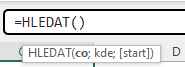 =HLEDAT()
HLEDAT(co; kde; [start])
D